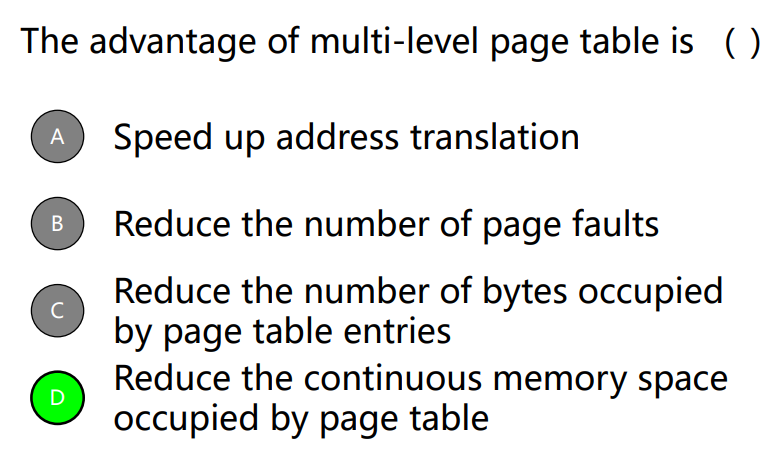 The advantage of multi-level page table is ( )
A Speed up address translation
B Reduce the number of page faults
C Reduce the number of bytes occupied
by page table entries
D Reduce the continuous memory space
occupied by page table